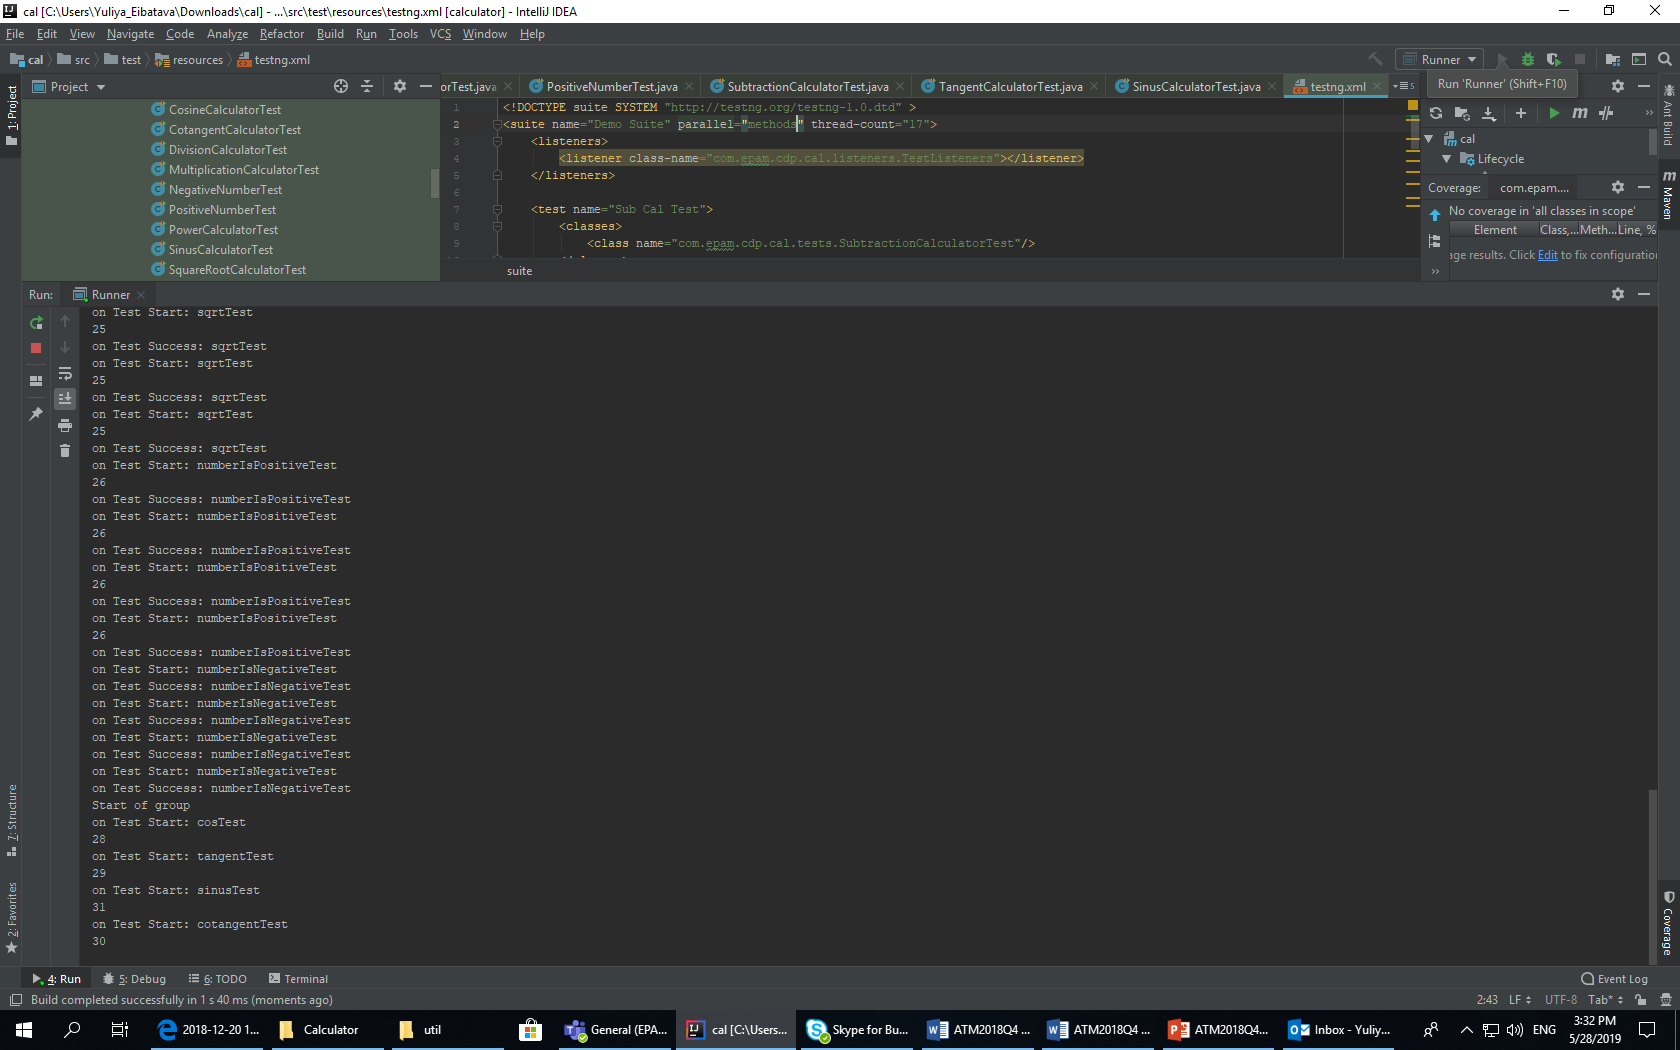 cal [C:\Users\Yuliya_Eibatava\Downloads\cal] - ...\src\test\resources\testng.xml [calculator] - IntelliJ IDEA
File Edit View Navigate Code Analyze Refactor Build Run Tools VCS Window Help
cal src test resources testng.xml Runner
Project
orTest.java PositiveNumberTest.java SubtractionCalculatorTest.java TangentCalculatorTest.java SinusCalculatorTest.java testng.xml 5
Run 'Runner' (Shift+F10)
1: Project
CosineCalculatorTest
CotangentCalculatorTest
DivisionCalculatorTest
MultiplicationCalculatorTest
NegativeNumberTest
PositiveNumberTest
PowerCalculatorTest
SinusCalculatorTest
SquareRootCalculatorTest
1 <!DOCTYPE suite SYSTEM "http://testng.org/testng-1.0.dtd" >
2 <suite name="Demo Suite" parallel="methods" thread-count="17">
3 <listeners>
4 <listener class-name="com.epam.cdp.cal.listeners.TestListeners"></listener>
5 </listeners>
6
7 <test name="Sub Cal Test">
8 <classes>
9 <class name="com.epam.cdp.cal.tests.SubtractionCalculatorTest"/>
suite
cal
Lifecycle
Coverage: com.epam....
No coverage in 'all classes in scope'
Element Class,... Meth... Line, %
age results. Click Edit to fix configuration
Ant Build
Maven
Run: Runner
on Test Start: sqrtTest
25
on Test Success: sqrtTest
on Test Start: sqrtTest
25
on Test Success: sqrtTest
on Test Start: sqrtTest
25
on Test Success: sqrtTest
on Test Start: numberIsPositiveTest
26
on Test Success: numberIsPositiveTest
on Test Start: numberIsPositiveTest
26
on Test Success: numberIsPositiveTest
on Test Start: numberIsPositiveTest
26
on Test Success: numberIsPositiveTest
on Test Start: numberIsPositiveTest
26
on Test Success: numberIsPositiveTest
on Test Start: numberIsNegativeTest
on Test Success: numberIsNegativeTest
on Test Start: numberIsNegativeTest
on Test Success: numberIsNegativeTest
on Test Start: numberIsNegativeTest
on Test Success: numberIsNegativeTest
on Test Start: numberIsNegativeTest
on Test Success: numberIsNegativeTest
Start of group
on Test Start: cosTest
28
on Test Start: tangentTest
29
on Test Start: sinusTest
31
on Test Start: cotangentTest
30
7: Structure
2: Favorites
Coverage
4: Run 5: Debug 6: TODO Terminal Event Log
Build completed successfully in 1 s 40 ms (moments ago) 2:43 LF UTF-8 Tab*
2018-12-20 1... Calculator util General (EPA... cal [C:\Users... Skype for Bu... ATM2018Q4 ... ATM2018Q4 ... ATM2018Q4... Inbox - Yuliy... ENG 3:32 PM
5/28/2019